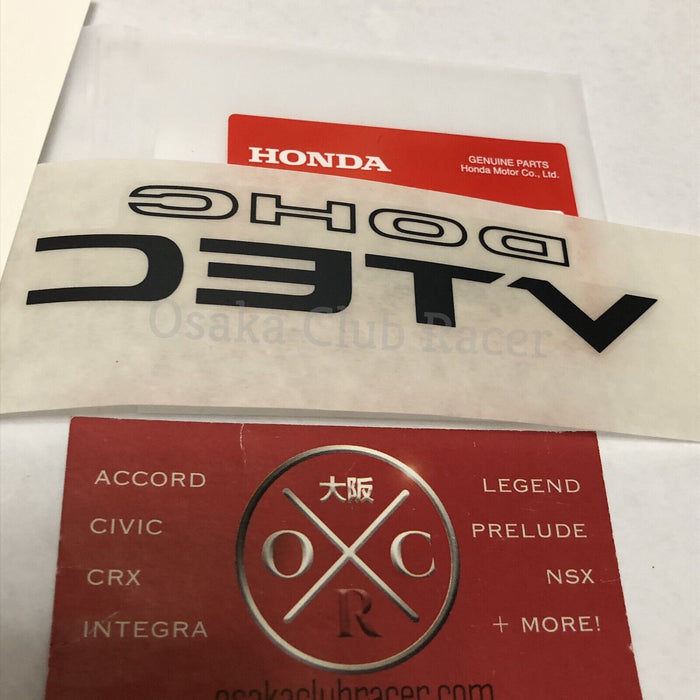 HONDA
GENUINE PARTS
Honda Motor Co., Ltd.
DOHC
VTEC
Osaka Club Racer
ACCORD
CIVIC
CRX
INTEGRA
大阪
O C
R
LEGEND
PRELUDE
NSX
+ MORE!
osakaclubracer.com